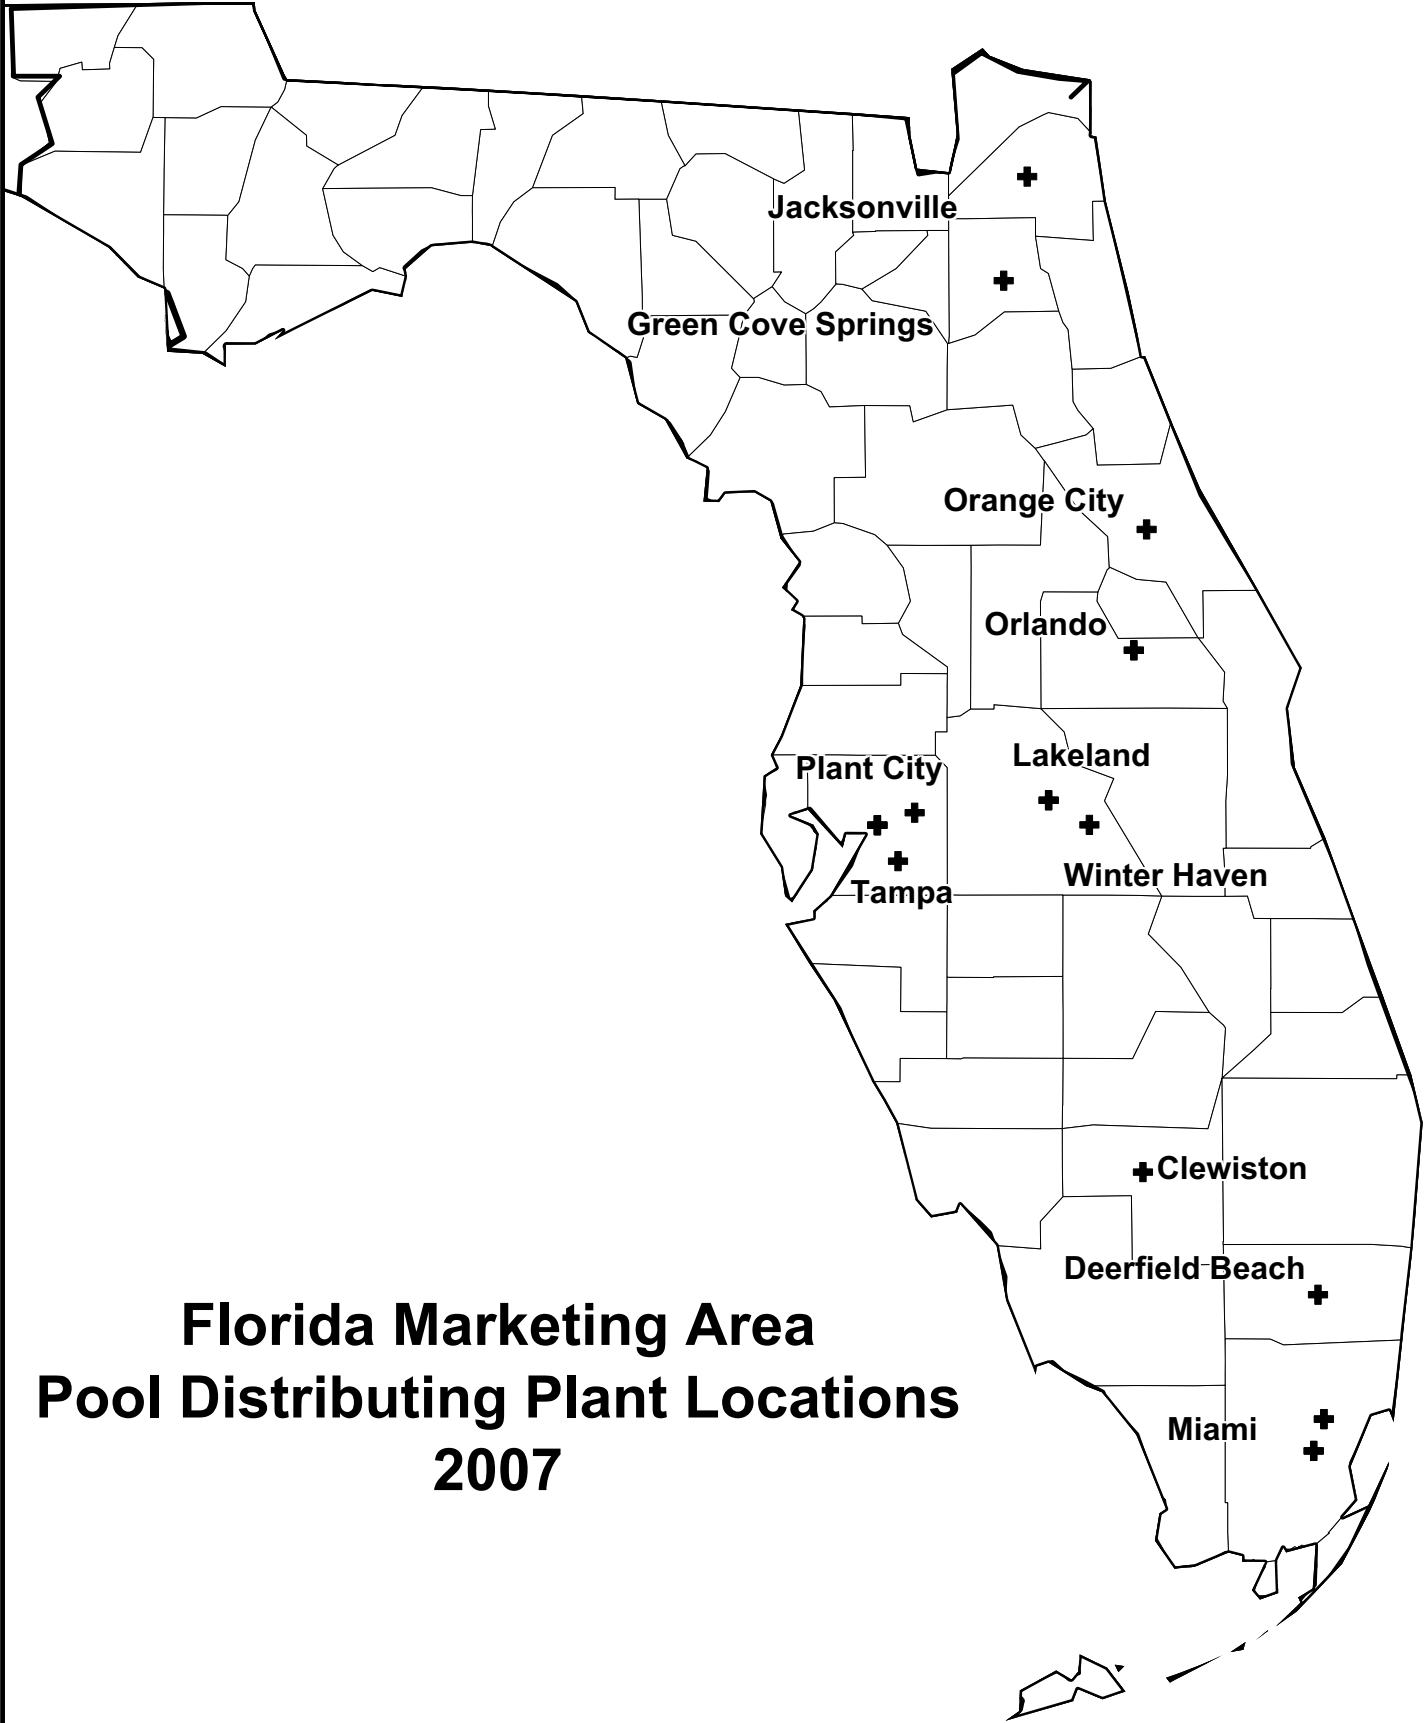 Jacksonville
Green Cove Springs
Orange City
Orlando
Lakeland
Plant City
Winter Haven
Tampa
Clewiston
Deerfield Beach
Florida Marketing Area
Pool Distributing Plant Locations
2007
Miami